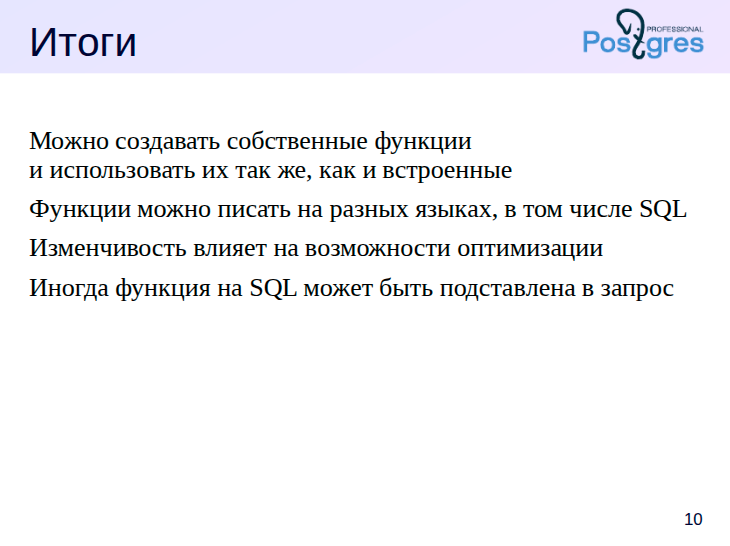 Итоги
PROFESSIONAL
Postgres
Можно создавать собственные функции
и использовать их так же, как и встроенные
Функции можно писать на разных языках, в том числе SQL
Изменчивость влияет на возможности оптимизации
Иногда функция на SQL может быть подставлена в запрос
10